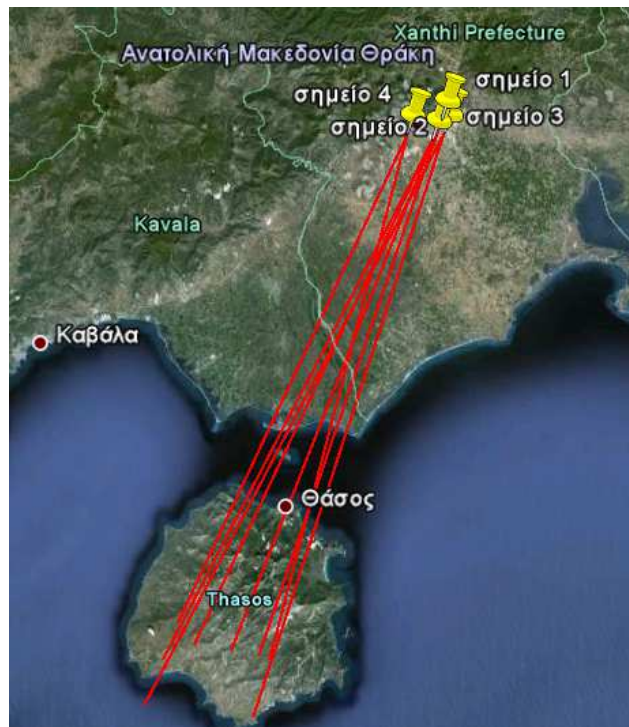 Xanthi Prefecture
Ανατολική Μακεδονία Θράκη
σημείο 1
σημείο 4
σημείο 3
σημείο 2
Kavala
Καβάλα
Θάσος
Thasos